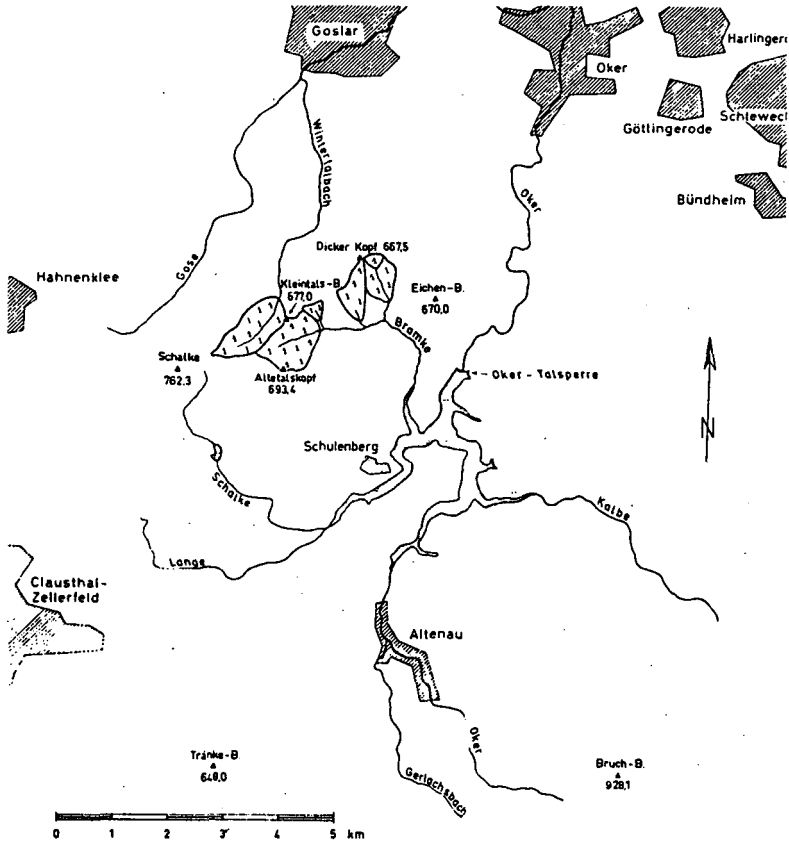 Goslar
Oker
Harlingero
Göttingerode
Schleweck
Bündheim
Wintertalbach
Oker
Gose
Hahnenklee
Dicker Kopf 667,5
Kleintals-B.
677,0
Eichen-B.
670,0
Bramke
Schalke
762,3
Altetalskopf
693,4
Oker-Talsperre
N
Schulenberg
Schalke
Kalbe
Lange
Clausthal-
Zellerfeld
Altenau
Oker
Tränke-B.
648,0
Bruch-B.
928,1
Gerlachsbach
0 1 2 3 4 5 km